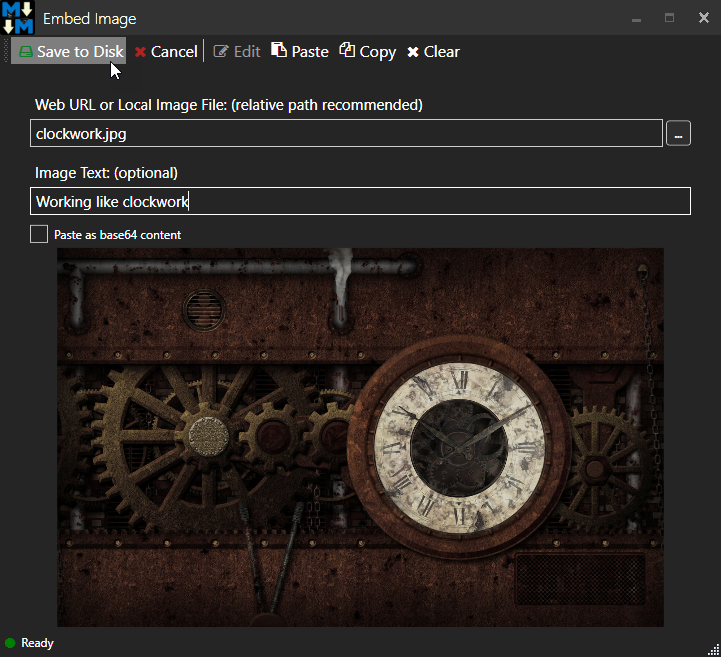 Embed Image
Save to Disk Cancel Edit Paste Copy Clear
Web URL or Local Image File: (relative path recommended)
clockwork.jpg ...
Image Text: (optional)
Working like clockwork
Paste as base64 content
Ready